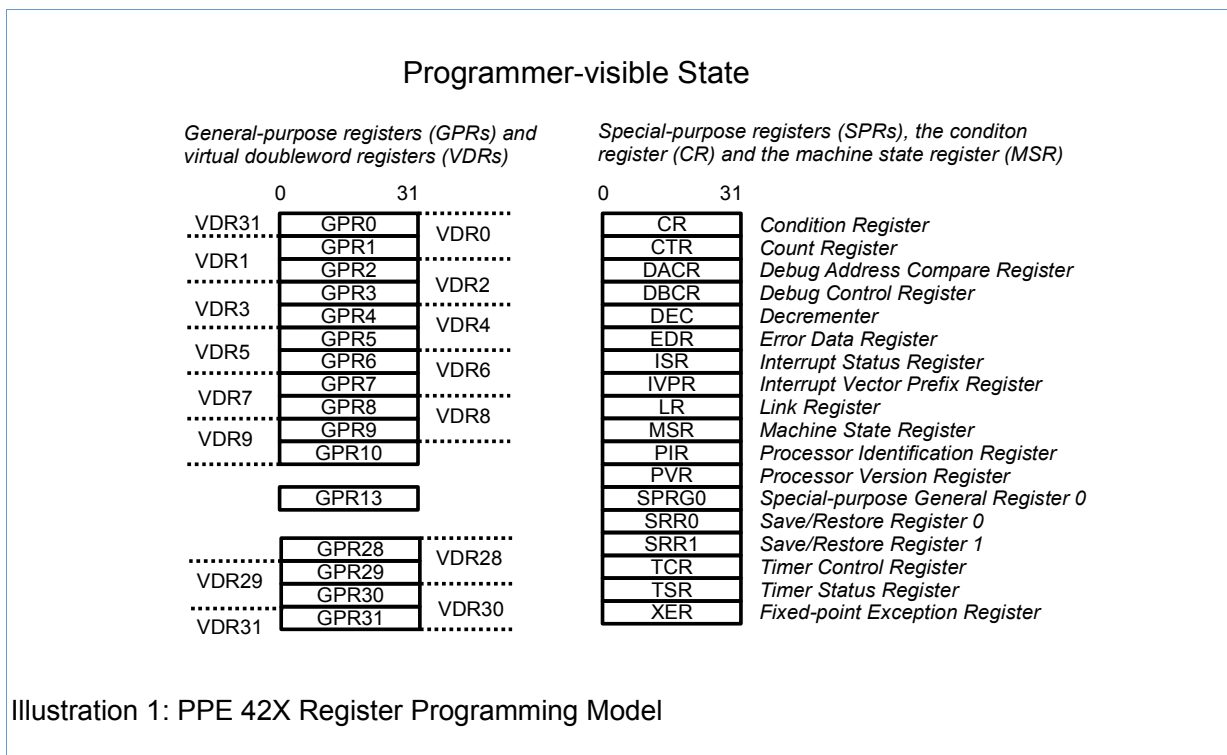 Programmer-visible State
General-purpose registers (GPRs) and
virtual doubleword registers (VDRs)
0 31
VDR31 GPR0 VDR0
GPR1
VDR1 GPR2 VDR2
GPR3
VDR3 GPR4 VDR4
GPR5
VDR5 GPR6 VDR6
GPR7
VDR7 GPR8 VDR8
GPR9
VDR9 GPR10
GPR13
GPR28 VDR28
VDR29 GPR29
GPR30 VDR30
VDR31 GPR31
Special-purpose registers (SPRs), the conditon
register (CR) and the machine state register (MSR)
0 31
CR Condition Register
CTR Count Register
DACR Debug Address Compare Register
DBCR Debug Control Register
DEC Decrementer
EDR Error Data Register
ISR Interrupt Status Register
IVPR Interrupt Vector Prefix Register
LR Link Register
MSR Machine State Register
PIR Processor Identification Register
PVR Processor Version Register
SPRG0 Special-purpose General Register 0
SRR0 Save/Restore Register 0
SRR1 Save/Restore Register 1
TCR Timer Control Register
TSR Timer Status Register
XER Fixed-point Exception Register
Illustration 1: PPE 42X Register Programming Model